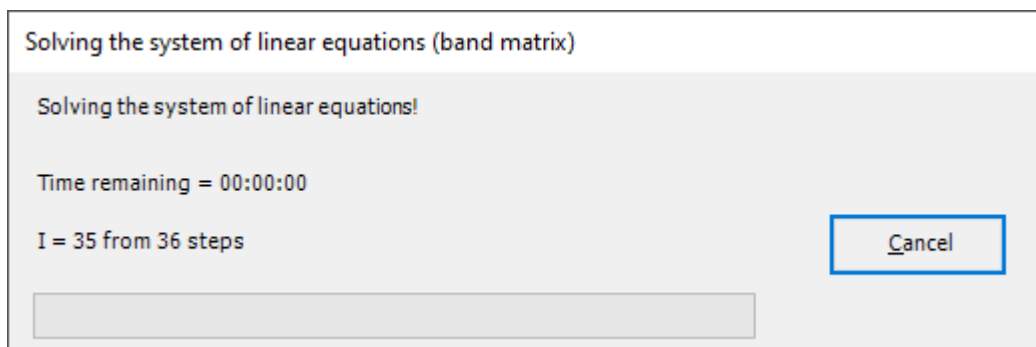 Solving the system of linear equations (band matrix)
Solving the system of linear equations!
Time remaining = 00:00:00
I = 35 from 36 steps
Cancel